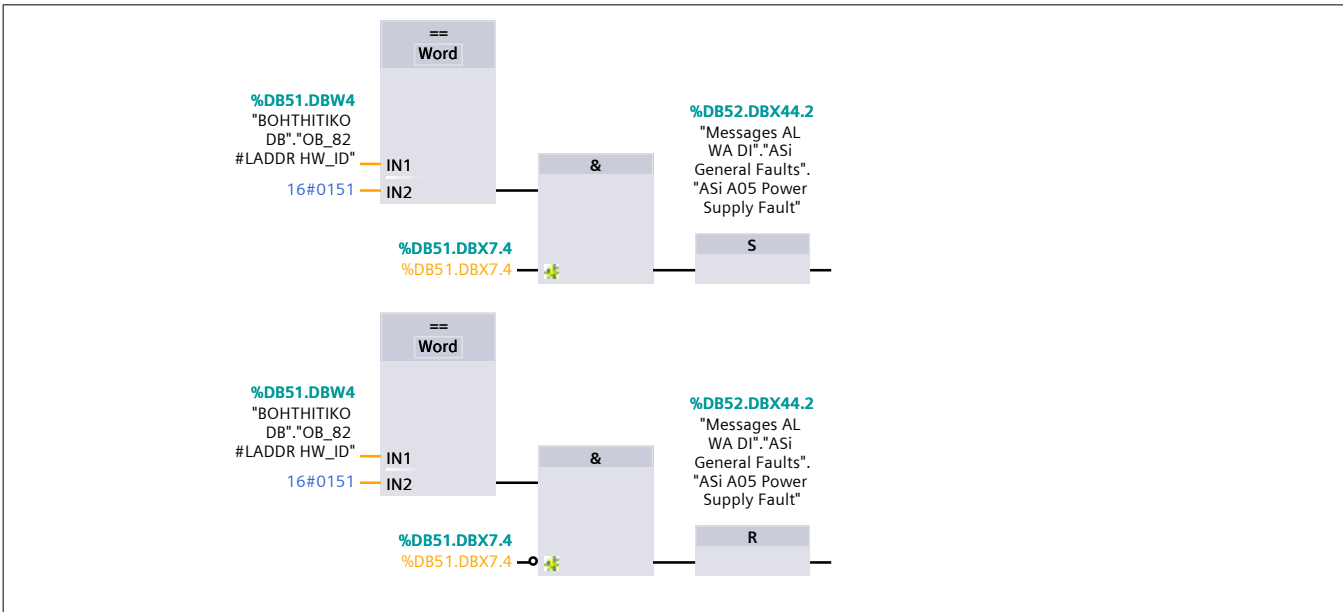 ==
Word
%DB51.DBW4
"BOHTHITIKO
DB"."OB_82
#LADDR HW_ID"
IN1
16#0151
IN2
&
%DB51.DBX7.4
%DB51.DBX7.4
%DB52.DBX44.2
"Messages AL
WA DI"."ASi
General Faults".
"ASi A05 Power
Supply Fault"
S
==
Word
%DB51.DBW4
"BOHTHITIKO
DB"."OB_82
#LADDR HW_ID"
IN1
16#0151
IN2
&
%DB51.DBX7.4
%DB51.DBX7.4
%DB52.DBX44.2
"Messages AL
WA DI"."ASi
General Faults".
"ASi A05 Power
Supply Fault"
R